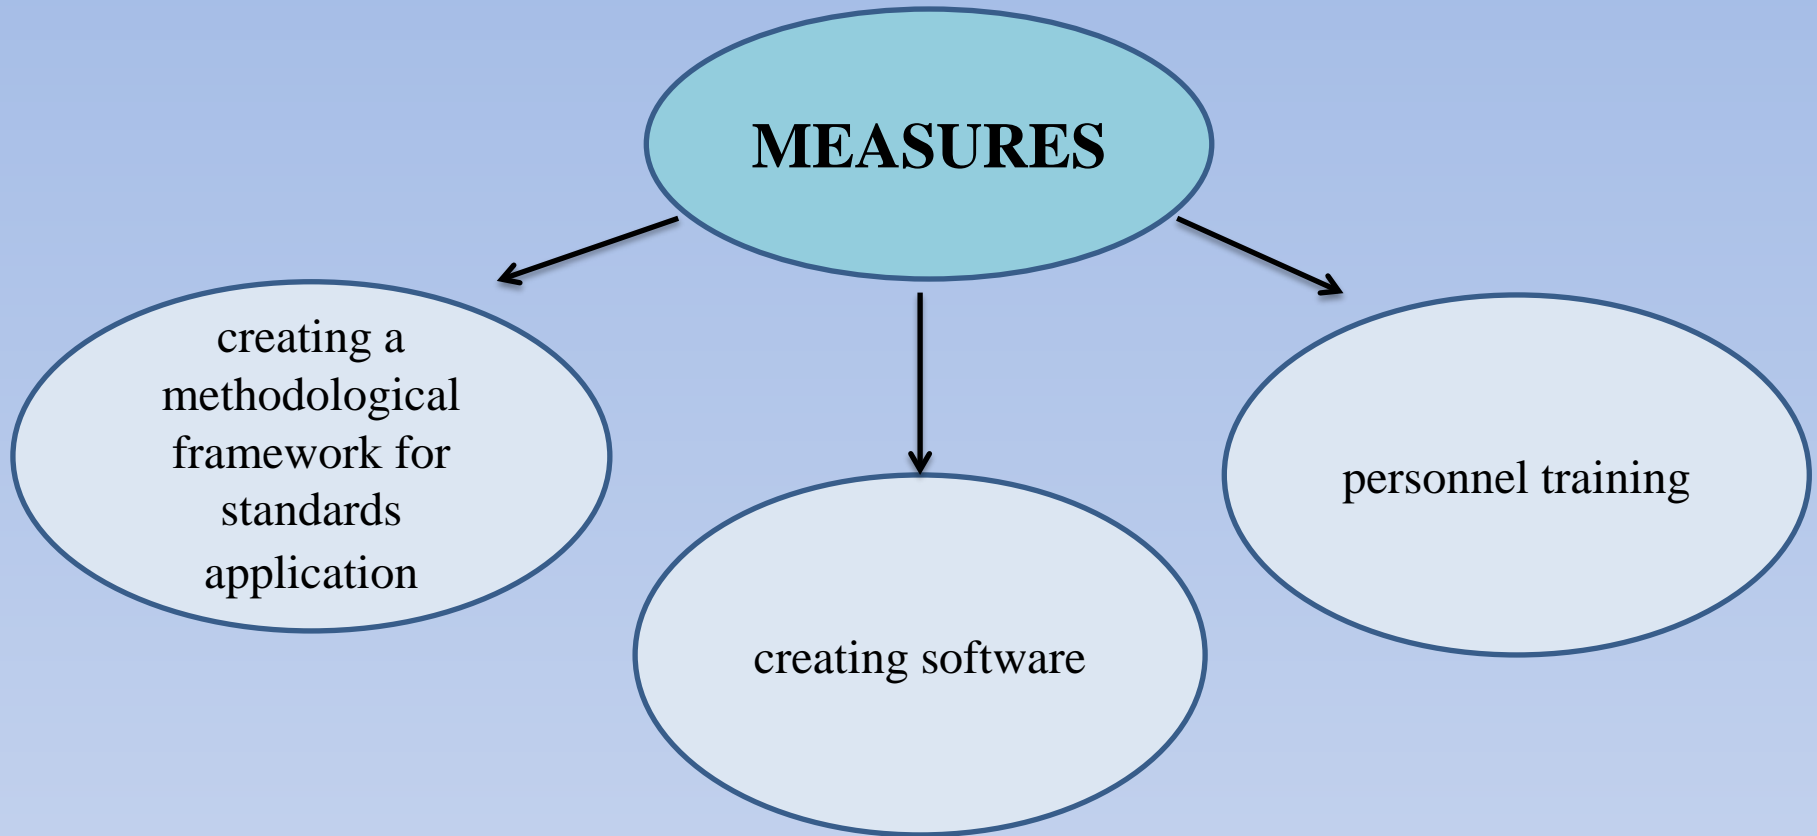 MEASURES
creating a
methodological
framework for
standards
application
creating software
personnel training